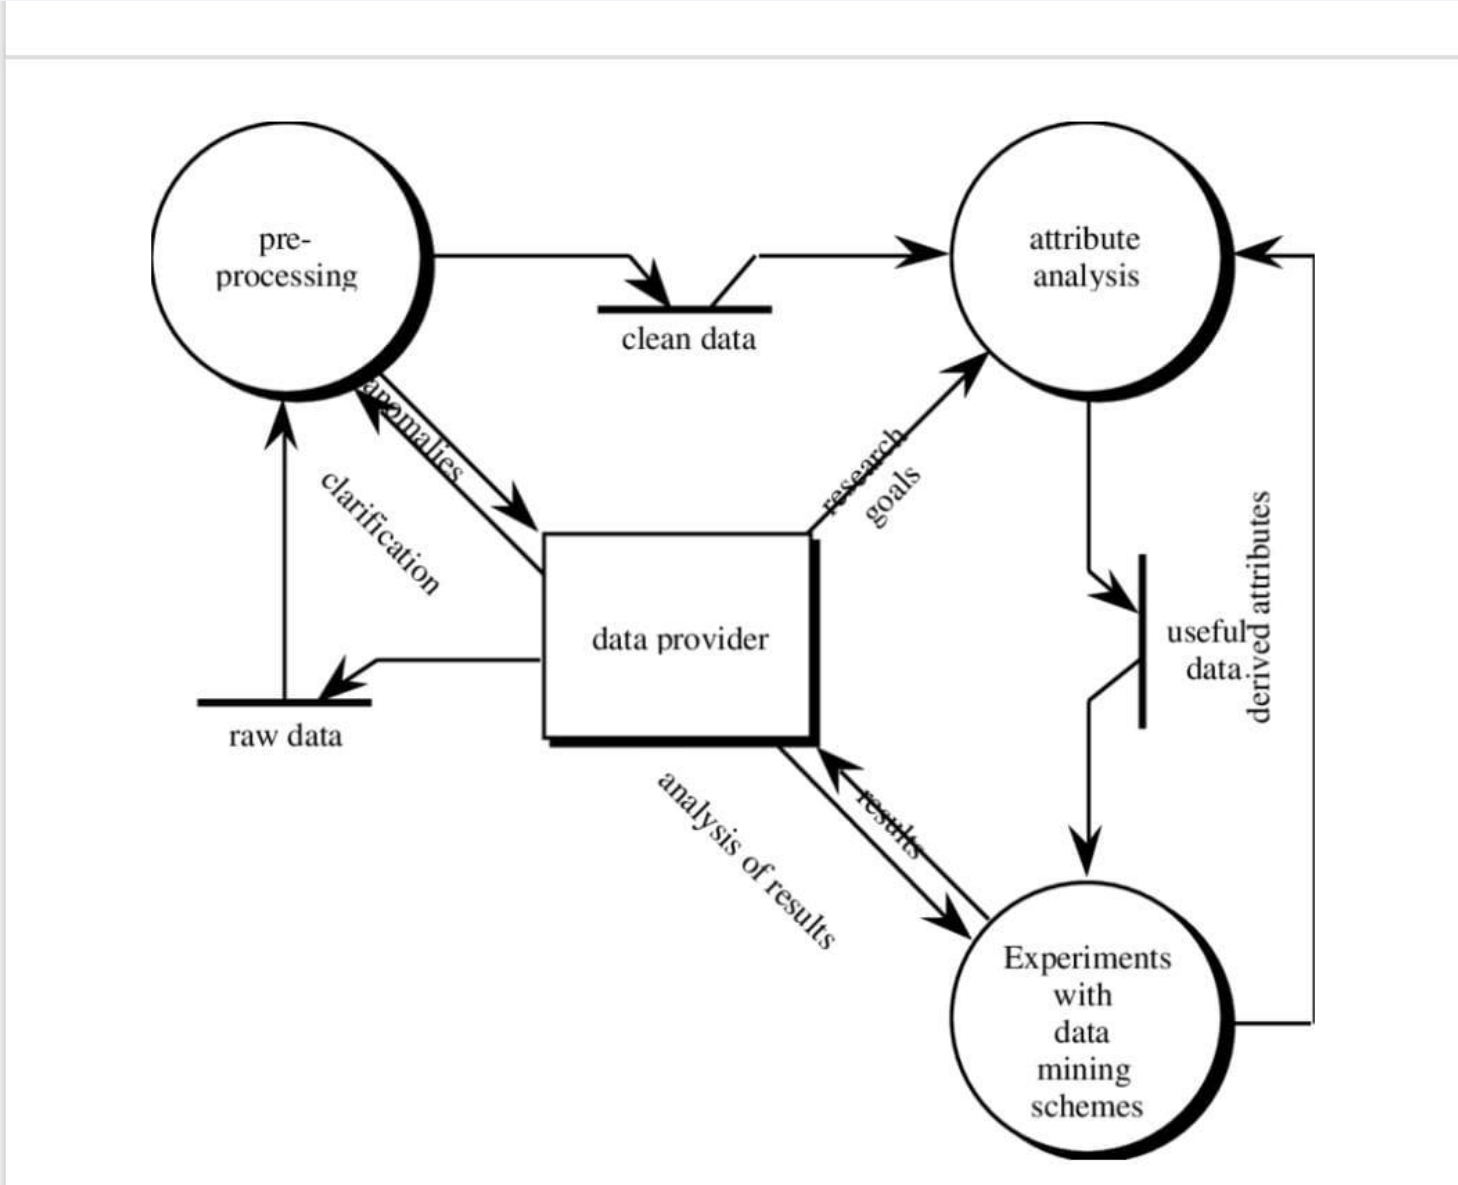 pre-
processing
attribute
analysis
clean data
anomalies
clarification
research
goals
data provider
useful
data.
derived attributes
raw data
analysis of results
results
Experiments
with
data
mining
schemes